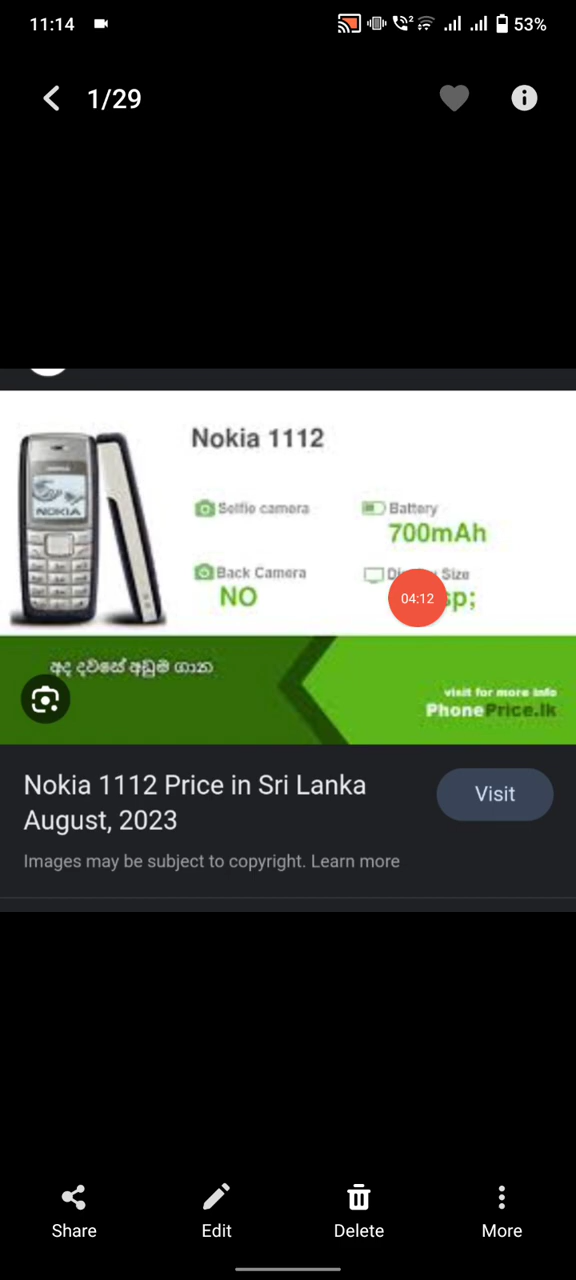 11:14
53%
1/29
Nokia 1112
Selfie camera
Battery
700mAh
Back Camera
Size
NO
04:12
sp;
NOKIA
අද දවසේ අඩුම ගාන
visit for more info
PhonePrice.lk
Nokia 1112 Price in Sri Lanka
August, 2023
Visit
Images may be subject to copyright. Learn more
Share
Edit
Delete
More